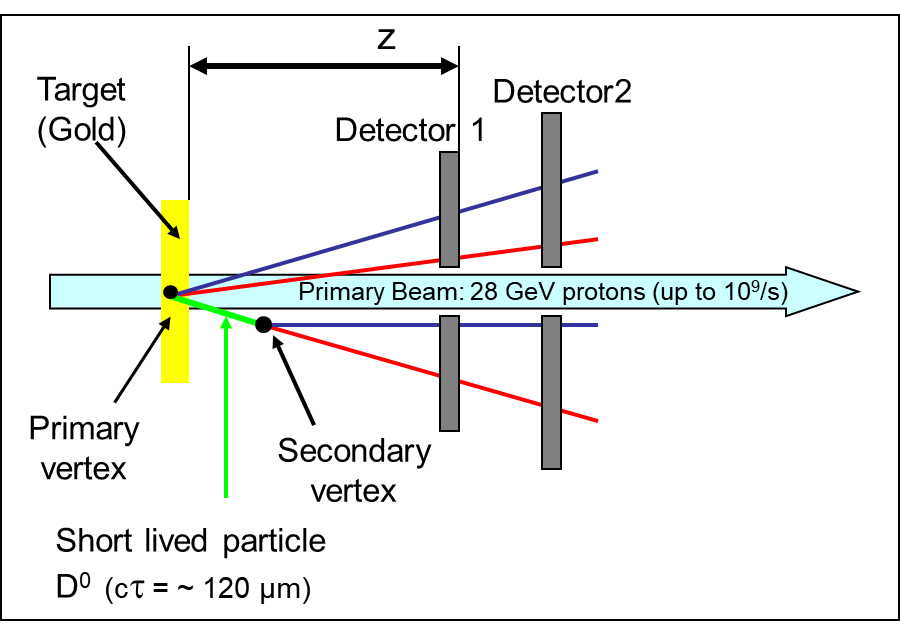 z
Target
(Gold)
Detector 1
Detector2
Primary Beam: 28 GeV protons (up to 10⁹/s)
Primary
vertex
Secondary
vertex
Short lived particle
D⁰ (cτ = ~ 120 μm)